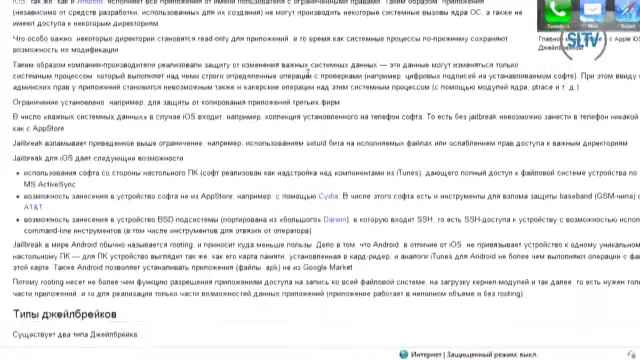 iOS, так же, так и Android, исполняет все приложения от имени пользователя с ограниченными правами. Таким образом, приложения
(независимо от средств разработки, использованных для их создания) не могут производить некоторые системные вызовы ядра ОС, а также не
имеют доступа к некоторым директориям.
Что особо важно, некоторые директории становятся read-only для приложений, в то время как системные процессы по-прежнему сохраняют
возможность их модификации
Таким образом компания-производители реализовали защиту от изменения важных системных данных — эти данные могут изменяться только
системным процессом, который выполняет над ними строго определенные операции с проверками (например, цифровых подписей на устанавливаемом софте). При этом ввиду
админских прав у приложений становится невозможным также и хакерские операции над этим системным процессом (с помощью модулей ядра, ptrace и т. д.)
Ограничение установлено, например, для защиты от копирования приложений третьих фирм
В число «важных системных данных» в случае iOS входит, например, коллекция установленного на телефон софта. То есть без jailbreak невозможно занести в телефон никакой
как с AppStore
Jailbreak взламывает приведенное выше ограничение, например, использованием setuid бита на исполняемых файлах или ослаблением прав доступа к важным директориям
Jailbreak для iOS дает следующие возможности
• использования софта со стороны настольного ПК (софт реализован как надстройка над компонентами из iTunes), дающего полный доступ к файловой системе устройства по
MS ActiveSync
• возможность занесения в устройство софта не из AppStore, например, с помощью Cydia. В числе этого софта есть и инструменты для взлома защиты baseband (GSM-чипа)
AT&T
• возможность занесения в устройство BSD-подсистемы (портирована из «большого» Darwin), в которую входит SSH, то есть SSH-доступа к устройству с возможностью
command-line инструментов (в том числе инструментов для отвязки от оператора)
Jailbreak в мире Android обычно называется rooting, и приносит куда меньше пользы. Дело в том, что Android, в отличие от iOS, не привязывает устройство к одному
настольному ПК — для ПК устройство выглядит так же, как его карта памяти, установленная в кард-ридер, и аналоги iTunes для Android не более чем выполняют операции с
этой карте. Также Android позволяет устанавливать приложения (файлы .apk) не из Google Market
Потому rooting несет не более чем функцию разрешения приложениям доступа на запись ко всей файловой системе, на загрузку кернел-модулей и так далее, то есть нужен
части приложений, и то для реализации только части возможностей данных приложений (приложение работает в неполном объеме и без rooting)
Типы джейлбрейков
Существует два типа Джейлбрейка
Главно
с Apple iOS
Джейлбрейком
SLTV
Интернет | Защищенный режим: выкл.